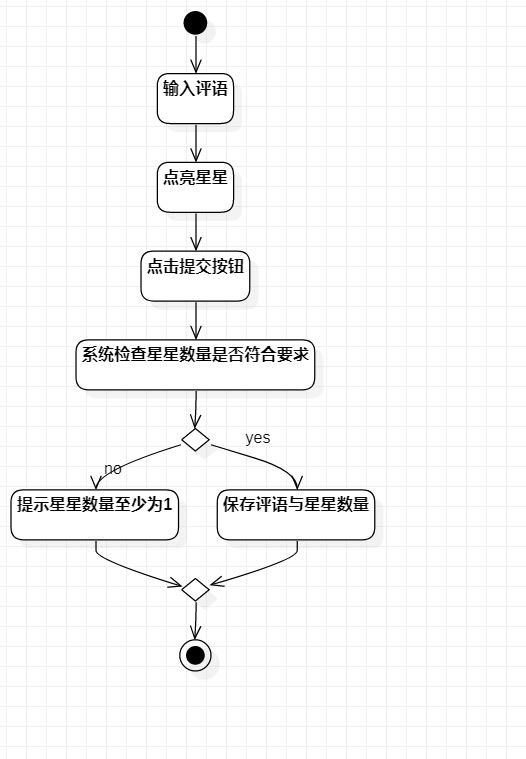 输入评语
点亮星星
点击提交按钮
系统检查星星数量是否符合要求
yes
no
提示星星数量至少为1
保存评语与星星数量